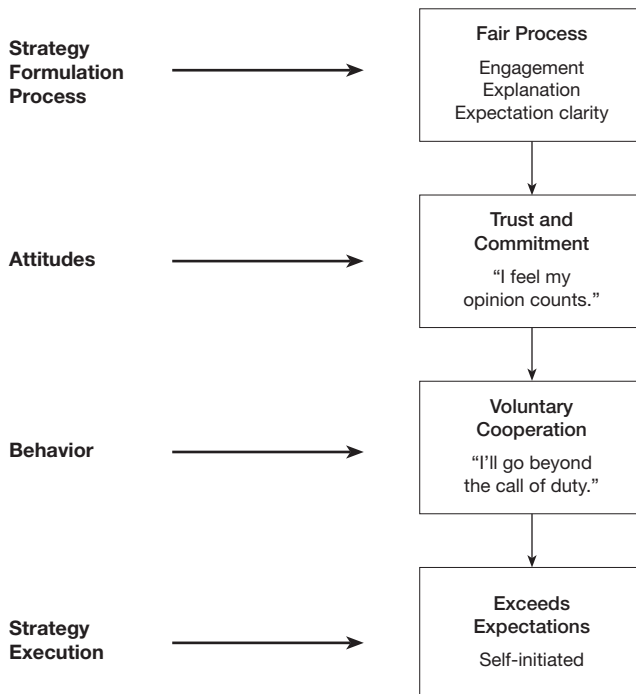 Strategy
Formulation
Process
Fair Process
Engagement
Explanation
Expectation clarity
Attitudes
Trust and
Commitment
“I feel my
opinion counts.”
Behavior
Voluntary
Cooperation
“I’ll go beyond
the call of duty.”
Strategy
Execution
Exceeds
Expectations
Self-initiated